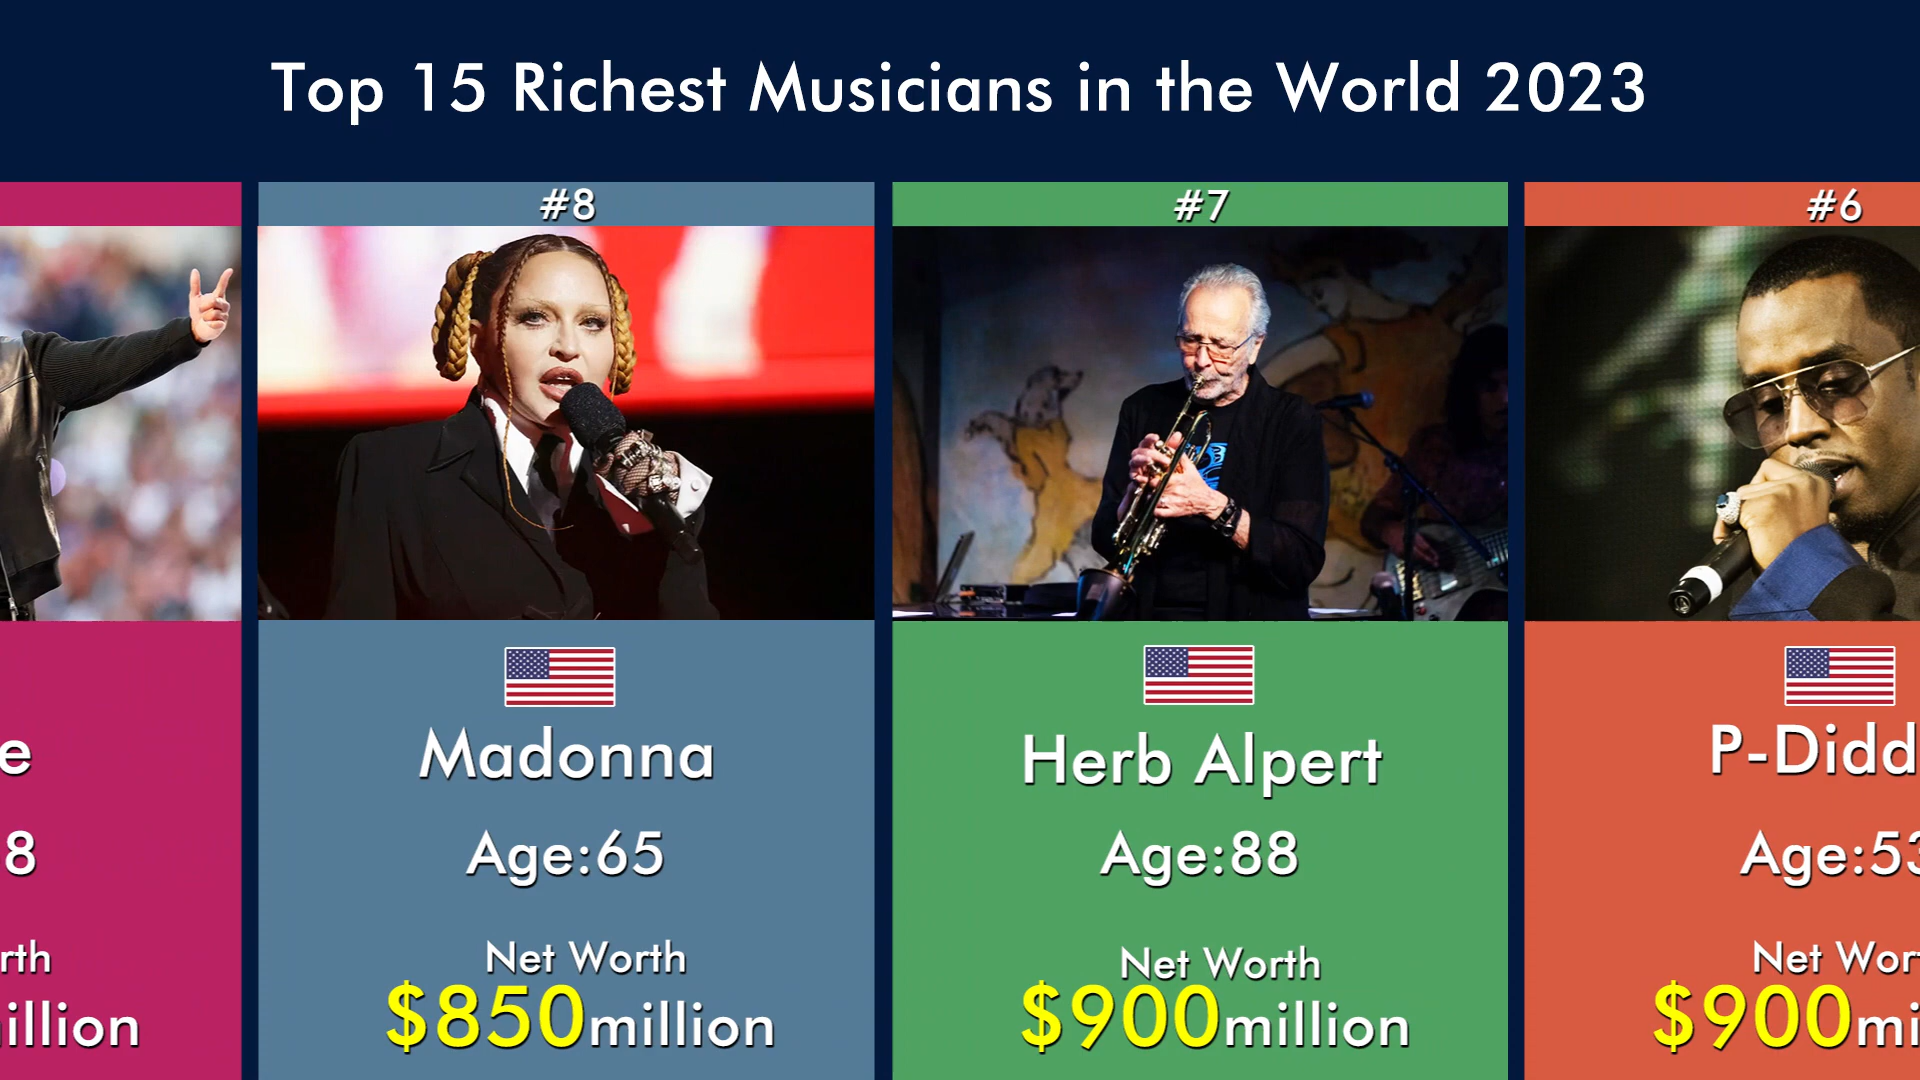 Top 15 Richest Musicians in the World 2023
e
8
rth
illion
#8
Madonna
Age:65
Net Worth
$850million
#7
Herb Alpert
Age:88
Net Worth
$900million
#6
P-Didd
Age:53
Net Wor
$900mi